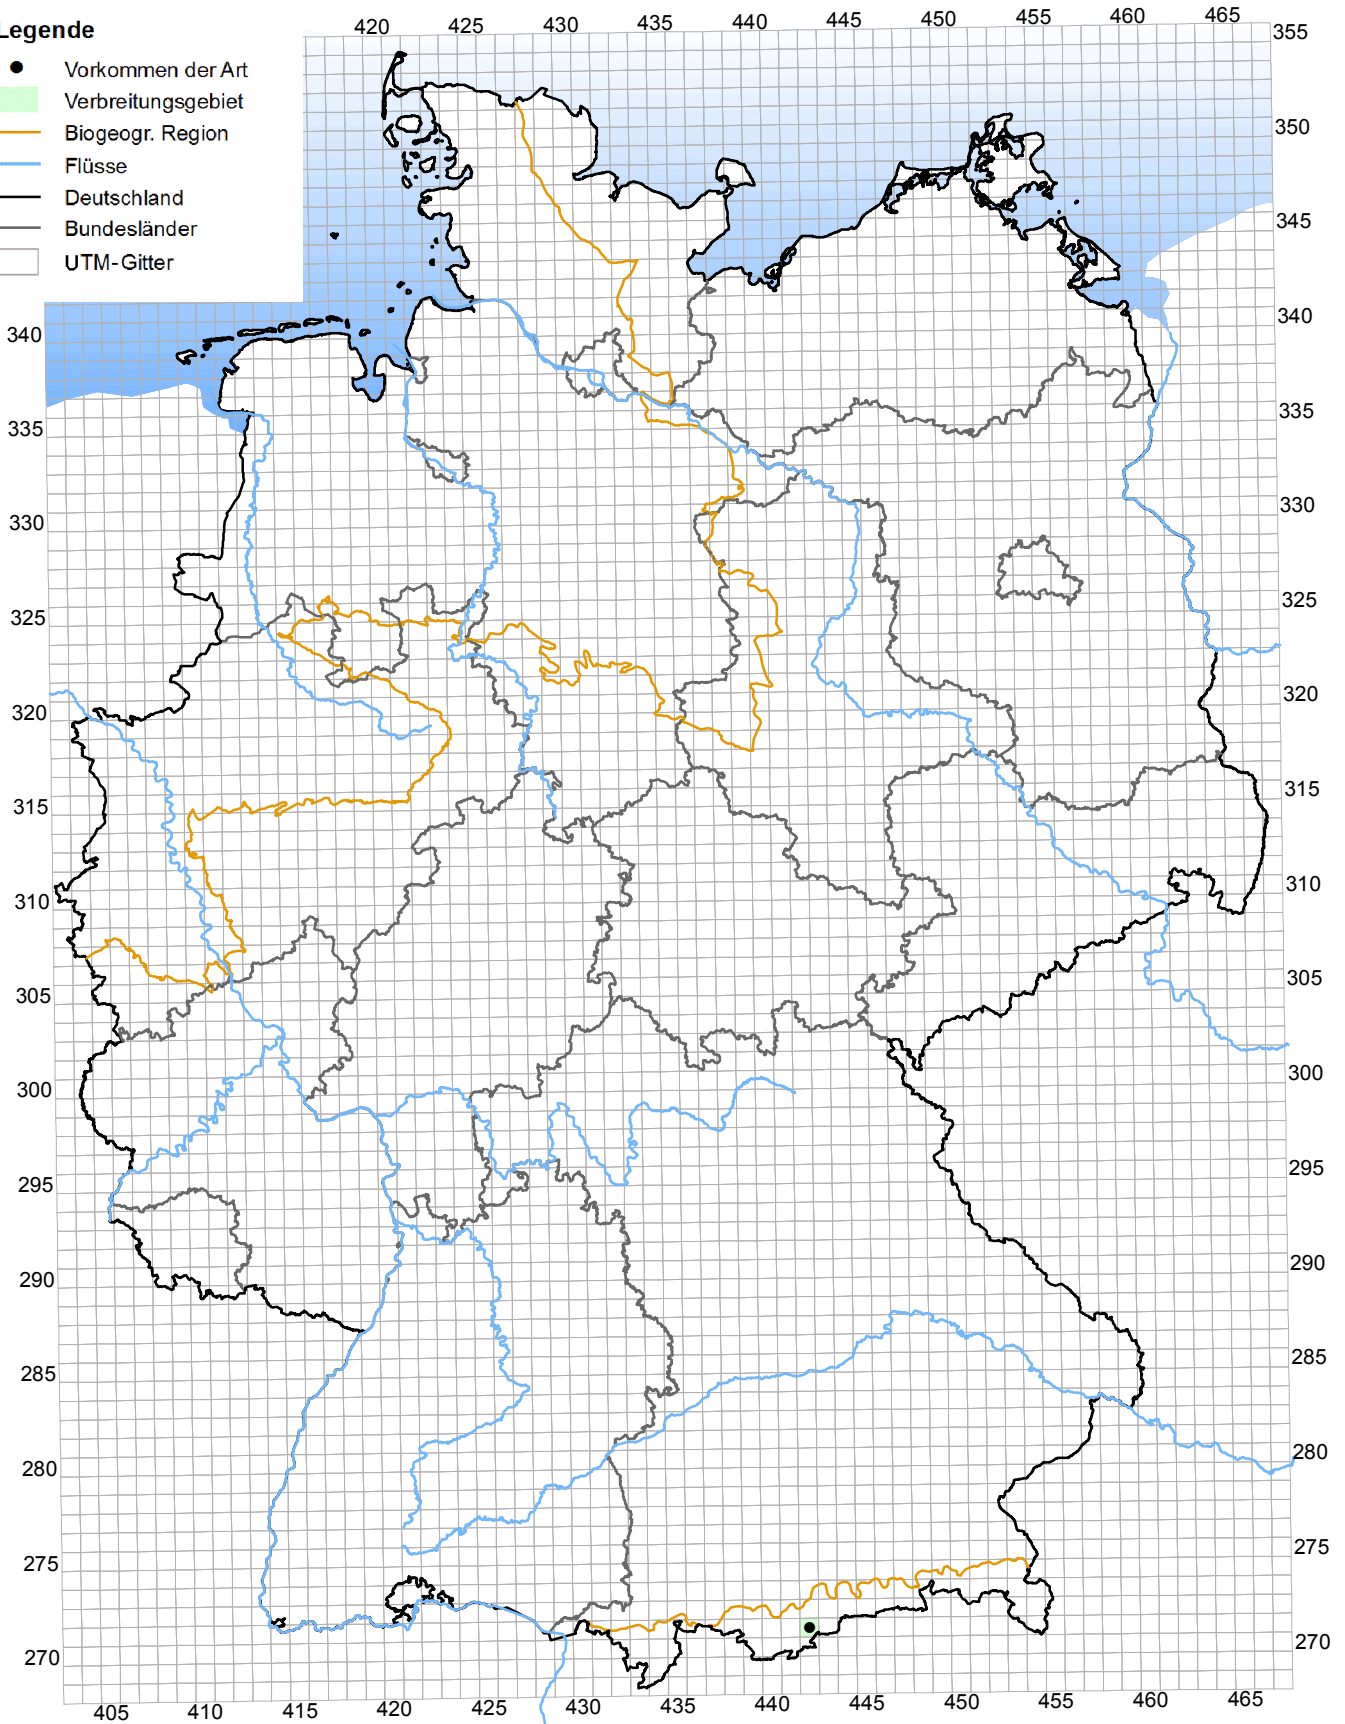 Legende
Vorkommen der Art
Verbreitungsgebiet
Biogeogr. Region
Flüsse
Deutschland
Bundesländer
UTM-Gitter
420 425 430 435 440 445 450 455 460 465
355
350
345
340 340
335 335
330 330
325 325
320 320
315 315
310 310
305 305
300 300
295 295
290 290
285 285
280 280
275 275
270 270
405 410 415 420 425 430 435 440 445 450 455 460 465